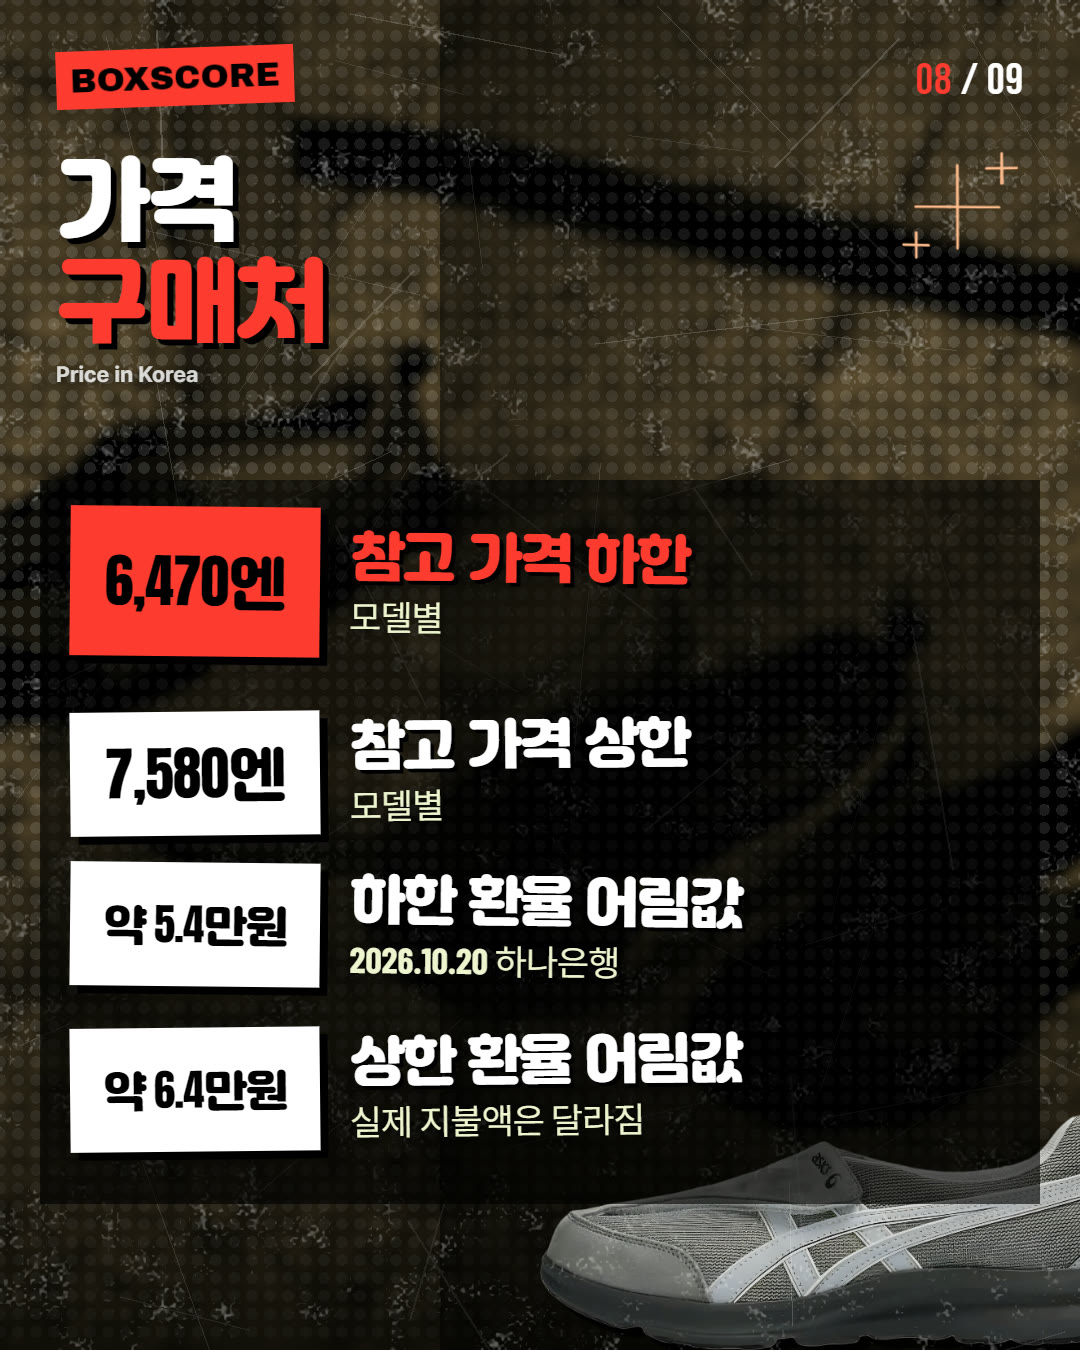 BOXSCORE
08 / 09
가격
구매처
Price in Korea
6,470엔
참고 가격 하한
모델별
7,580엔
참고 가격 상한
모델별
약 5.4만원
하한 환율 어림값
2026.10.20 하나은행
약 6.4만원
상한 환율 어림값
실제 지불액은 달라짐
asics